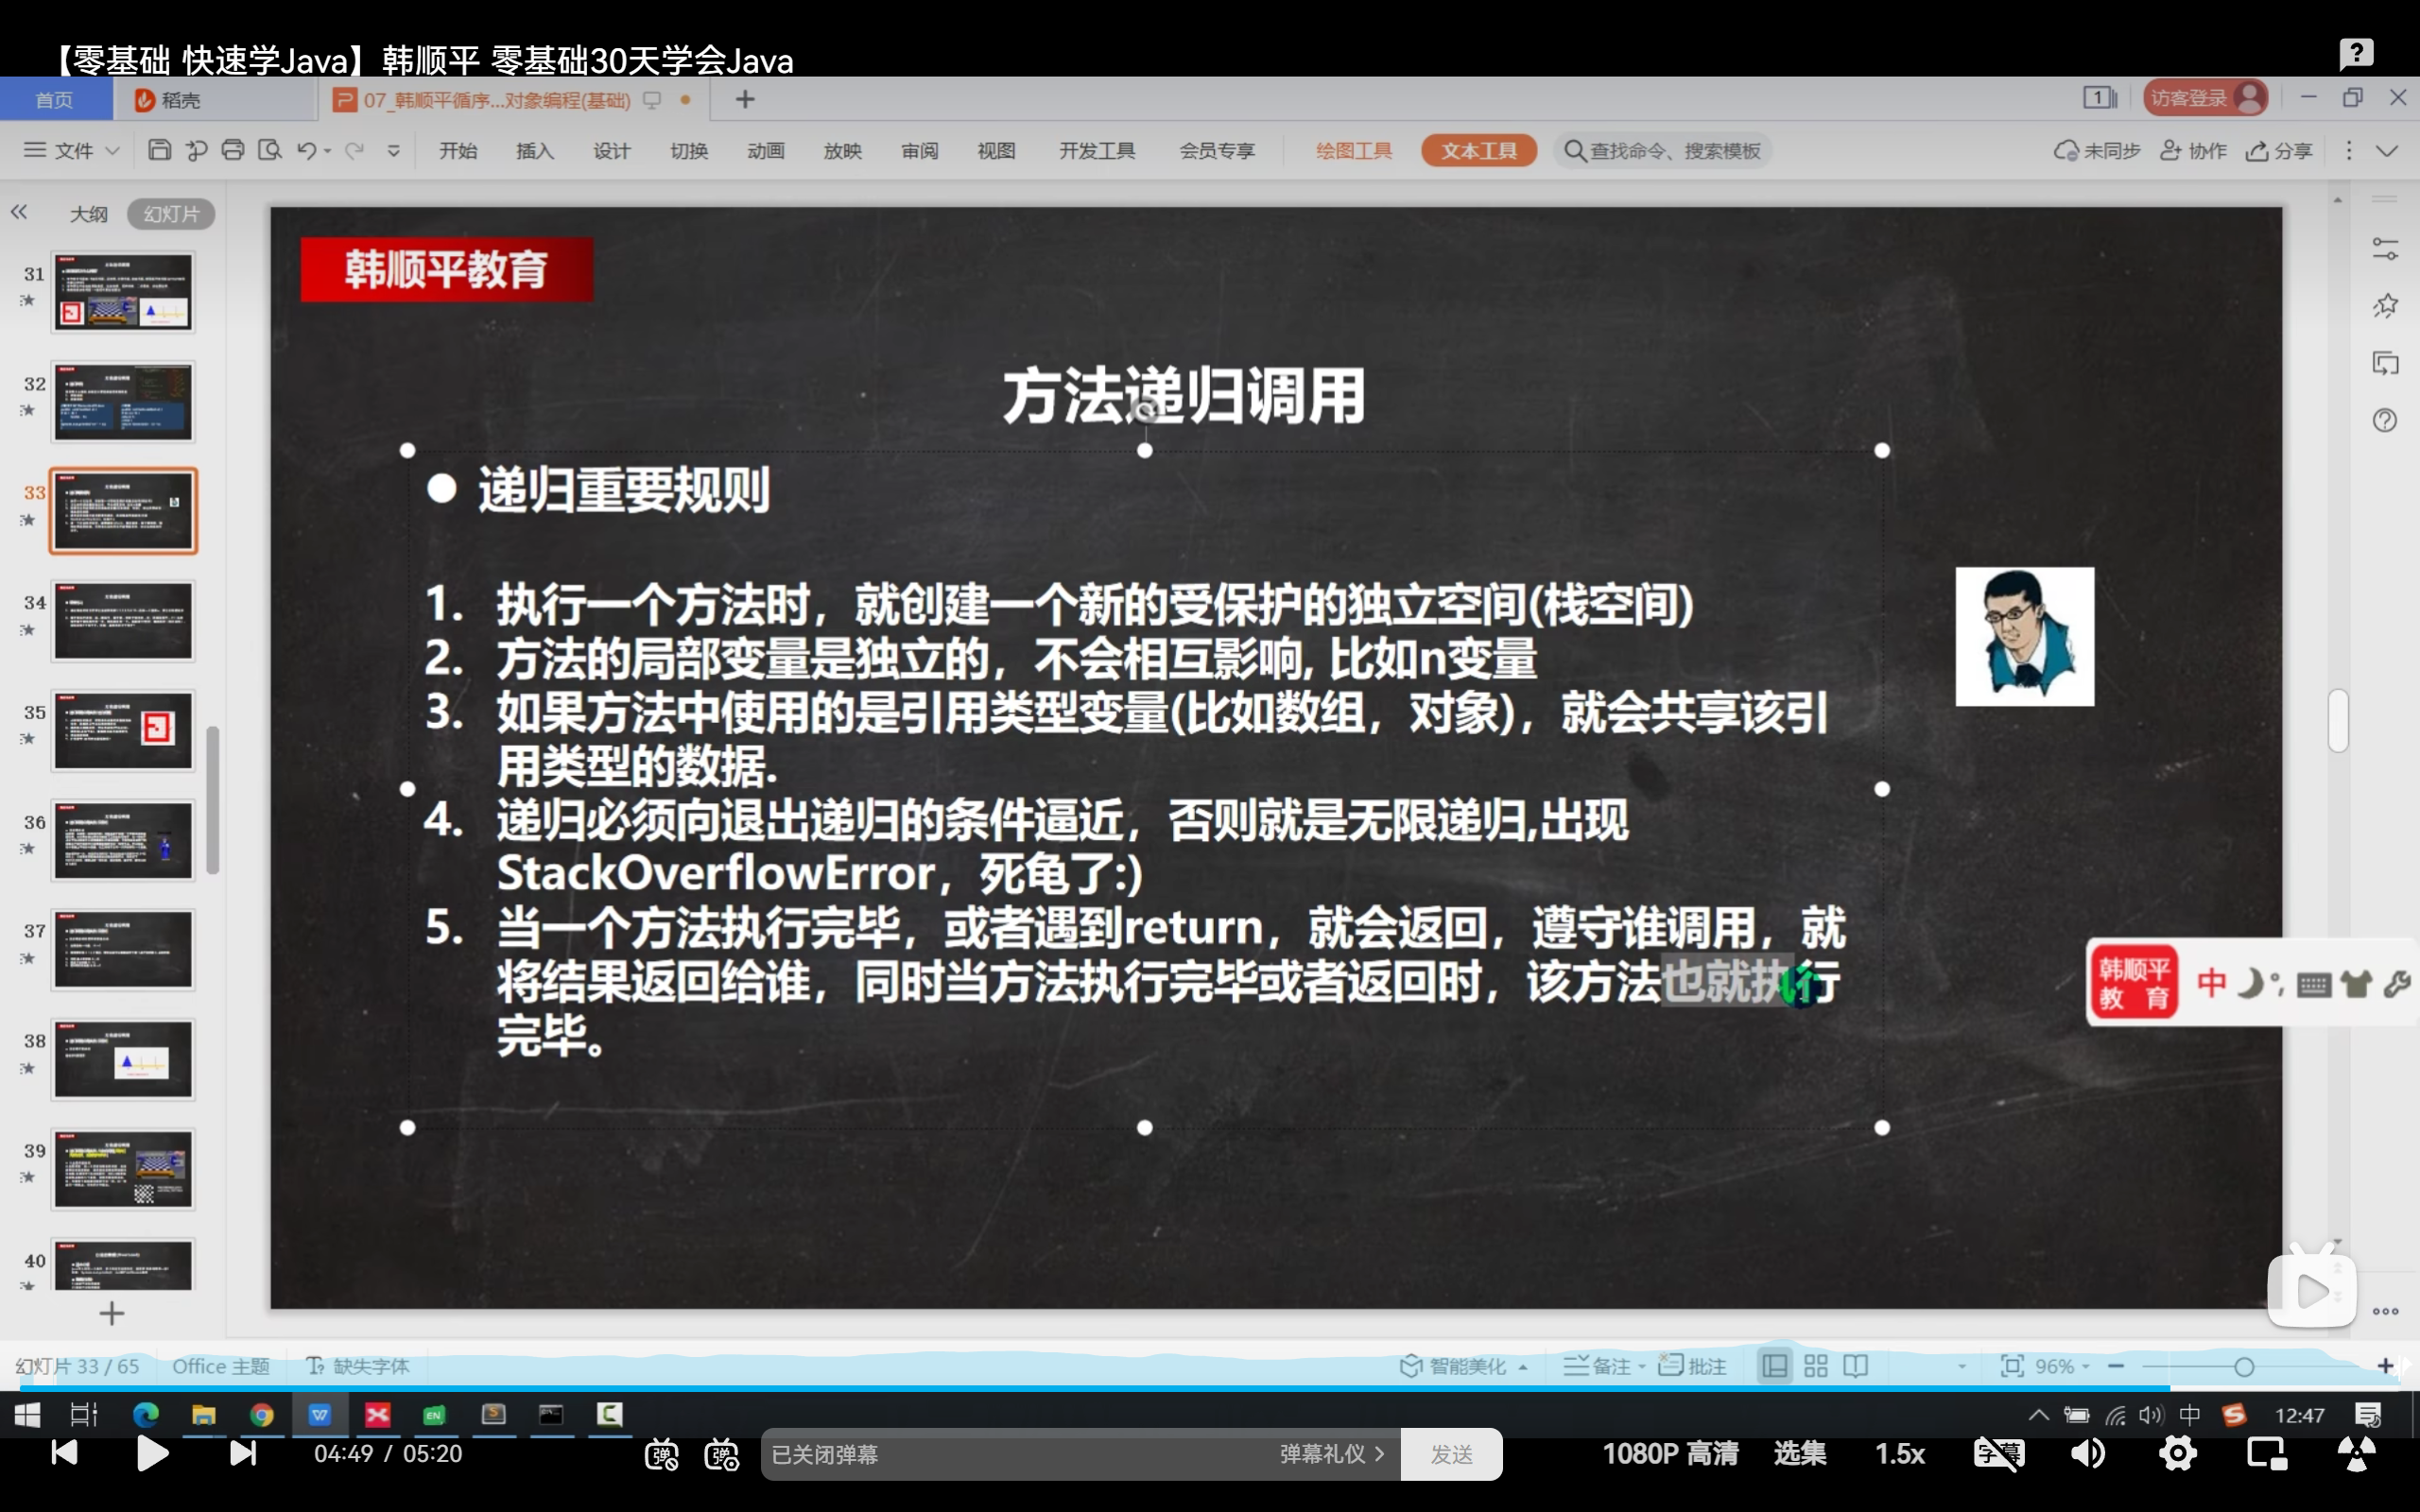 【零基础 快速学Java】韩顺平 零基础30天学会Java
首页
稻壳
07_韩顺平循序...对象编程(基础)
1
访客登录
文件
开始
插入
设计
切换
动画
放映
审阅
视图
开发工具
会员专享
绘图工具
文本工具
查找命令、搜索模板
未同步
协作
分享
大纲
幻灯片
31
32
33
34
35
36
37
38
39
40
韩顺平教育
方法递归调用
● 递归重要规则
1. 执行一个方法时，就创建一个新的受保护的独立空间(栈空间)
2. 方法的局部变量是独立的，不会相互影响, 比如n变量
3. 如果方法中使用的是引用类型变量(比如数组，对象)，就会共享该引
用类型的数据.
4. 递归必须向退出递归的条件逼近，否则就是无限递归,出现
StackOverflowError，死龟了:)
5. 当一个方法执行完毕，或者遇到return，就会返回，遵守谁调用，就
将结果返回给谁，同时当方法执行完毕或者返回时，该方法也就执行
完毕。
韩顺平
教 育
中
幻灯片 33 / 65
Office 主题
缺失字体
智能美化
备注
批注
96%
EN
中
12:47
04:49 / 05:20
弹
弹
已关闭弹幕
弹幕礼仪 >
发送
1080P 高清
选集
1.5x
字幕